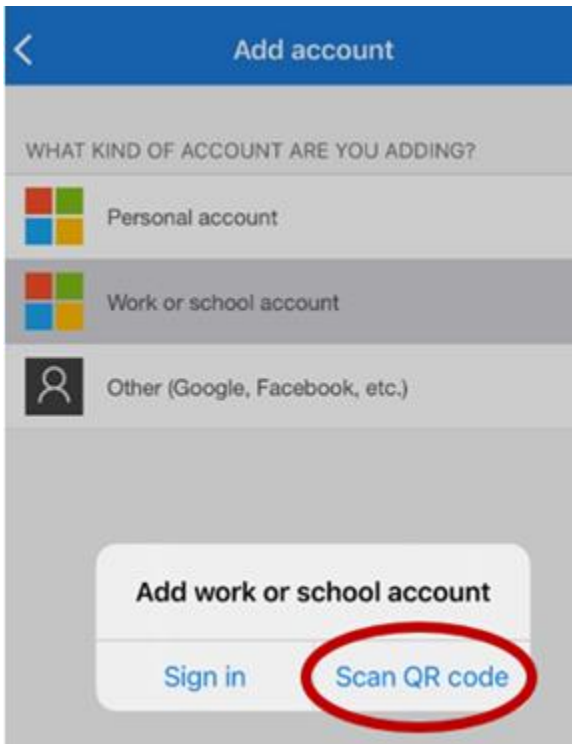 Add account
WHAT KIND OF ACCOUNT ARE YOU ADDING?
Personal account
Work or school account
Other (Google, Facebook, etc.)
Add work or school account
Sign in
Scan QR code